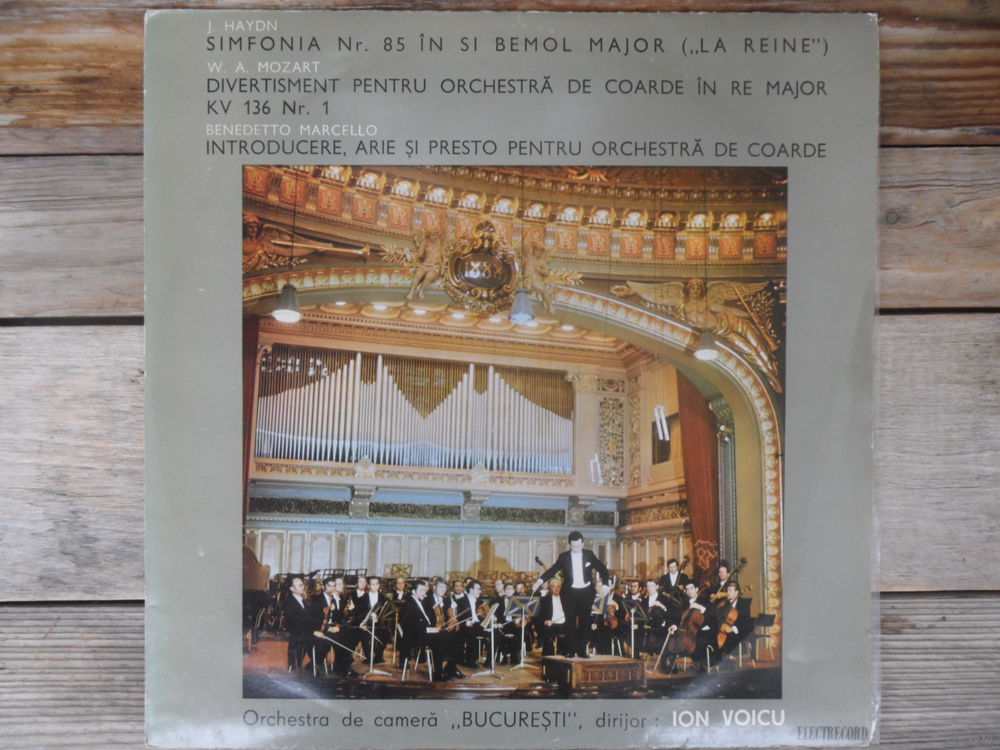 J. HAYDN
SIMFONIA Nr. 85 ÎN SI BEMOL MAJOR („LA REINE”)
W. A. MOZART
DIVERTISMENT PENTRU ORCHESTRĂ DE COARDE ÎN RE MAJOR
KV 136 Nr. 1
BENEDETTO MARCELLO
INTRODUCERE, ARIE ȘI PRESTO PENTRU ORCHESTRĂ DE COARDE
1888
Orchestra de cameră „BUCUREȘTI”, dirijor: ION VOICU
ELECTRECORD